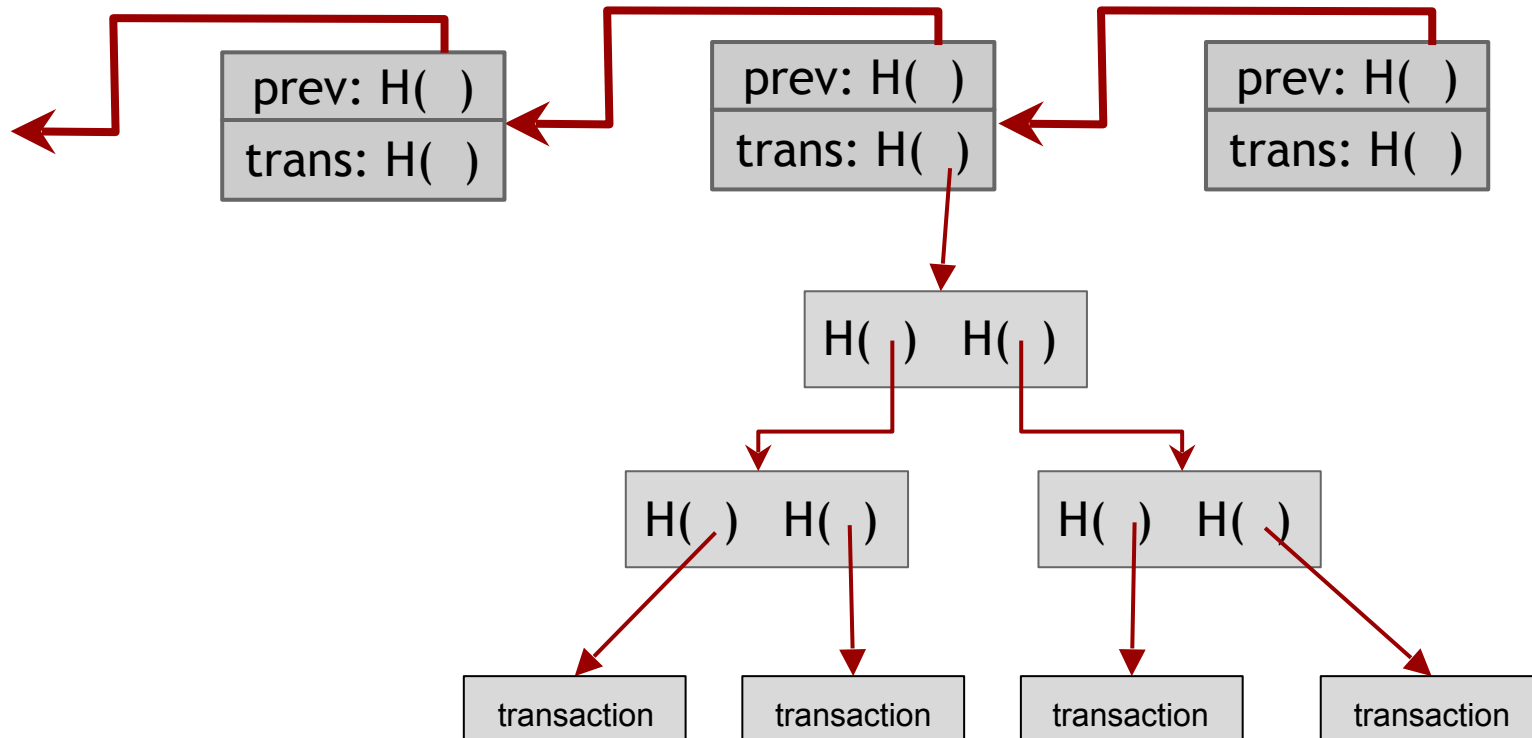 prev: H( ) prev: H( ) prev: H( )
trans: H( ) trans: H( ) trans: H( )
H( ) H( )
H( ) H( ) H( ) H( )
transaction transaction transaction transaction